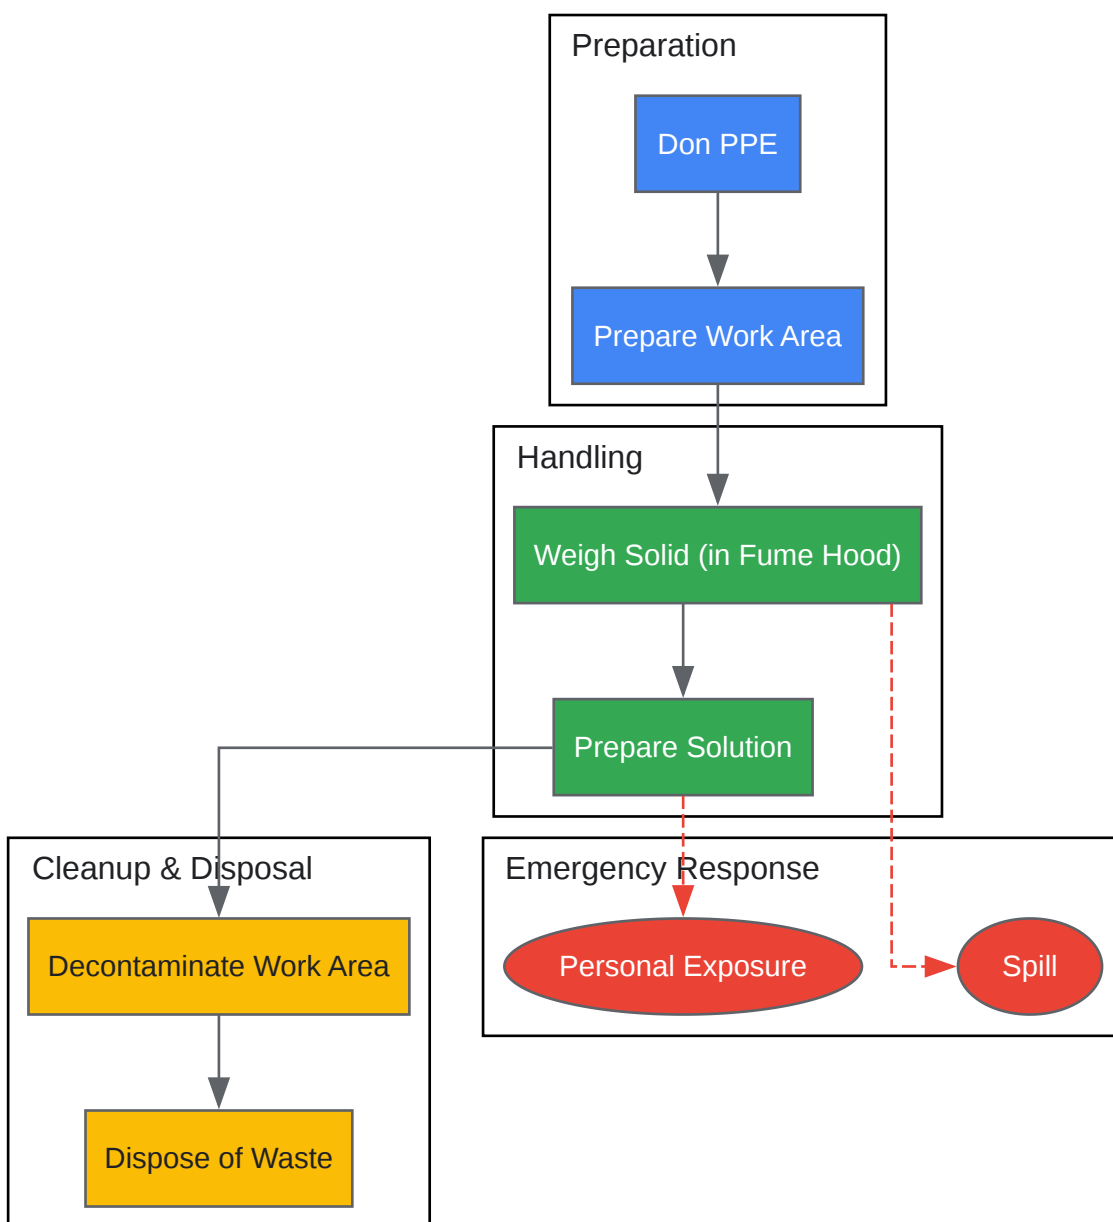 Preparation
Don PPE
Prepare Work Area
Handling
Weigh Solid (in Fume Hood)
Prepare Solution
Cleanup & Disposal
Decontaminate Work Area
Dispose of Waste
Emergency Response
Personal Exposure
Spill